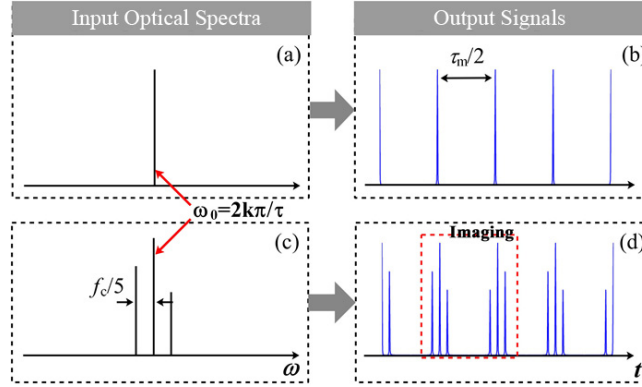 Input Optical Spectra
Output Signals
(a)
(b)
τm/2
ω0=2kπ/τ
(c)
fc/5
ω
Imaging
(d)
t